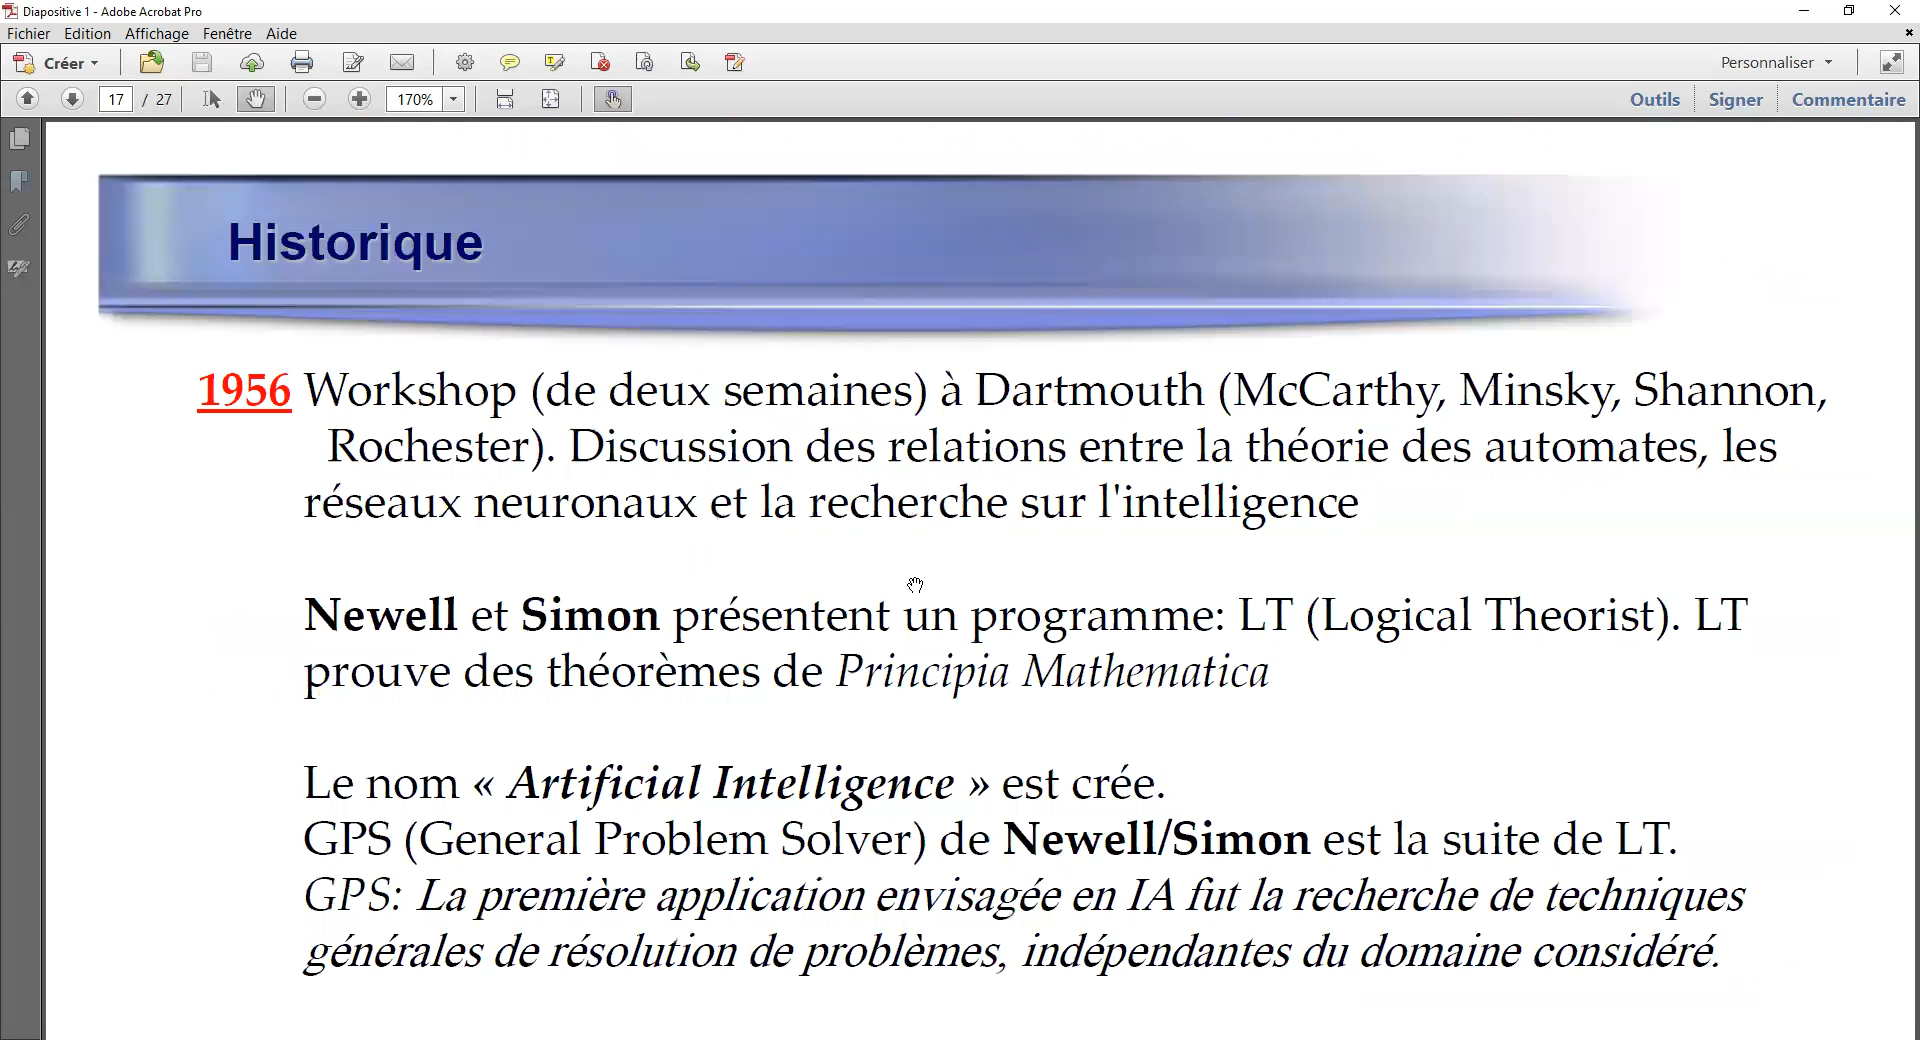 Diapositive 1 - Adobe Acrobat Pro
Fichier Edition Affichage Fenêtre Aide
Créer Personnaliser
17 / 27 170% Outils Signer Commentaire
Historique
1956 Workshop (de deux semaines) à Dartmouth (McCarthy, Minsky, Shannon,
Rochester). Discussion des relations entre la théorie des automates, les
réseaux neuronaux et la recherche sur l'intelligence
Newell et Simon présentent un programme: LT (Logical Theorist). LT
prouve des théorèmes de Principia Mathematica
Le nom « Artificial Intelligence » est crée.
GPS (General Problem Solver) de Newell/Simon est la suite de LT.
GPS: La première application envisagée en IA fut la recherche de techniques
générales de résolution de problèmes, indépendantes du domaine considéré.